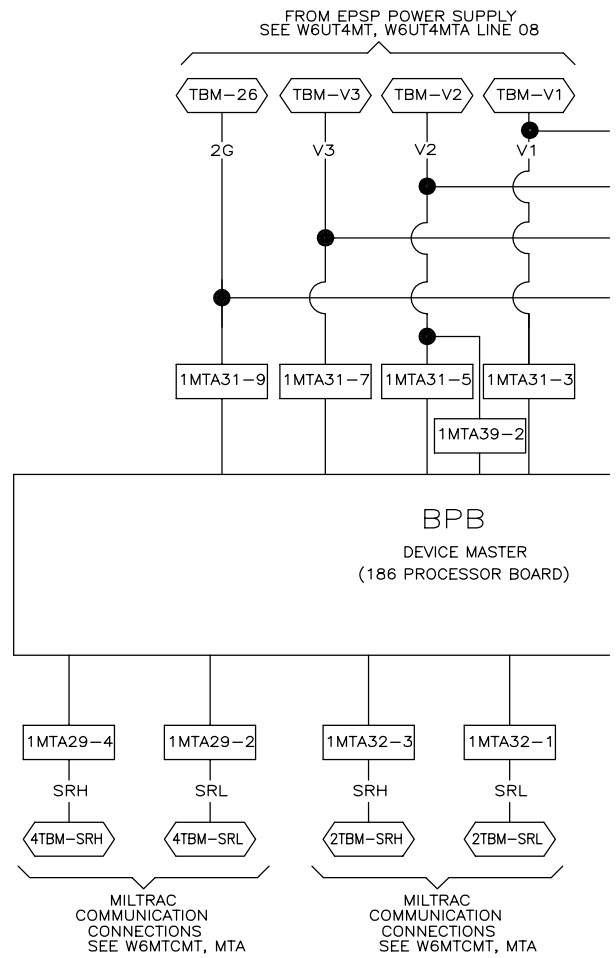 FROM EPSP POWER SUPPLY
SEE W6UT4MT, W6UT4MTA LINE 08
TBM-26 TBM-V3 TBM-V2 TBM-V1
2G V3 V2 V1
1MTA31-9 1MTA31-7 1MTA31-5 1MTA31-3
1MTA39-2
BPB
DEVICE MASTER
(186 PROCESSOR BOARD)
1MTA29-4 1MTA29-2 1MTA32-3 1MTA32-1
SRH SRL SRH SRL
4TBM-SRH 4TBM-SRL 2TBM-SRH 2TBM-SRL
MILTRAC
COMMUNICATION
CONNECTIONS
SEE W6MTCMT, MTA
MILTRAC
COMMUNICATION
CONNECTIONS
SEE W6MTCMT, MTA